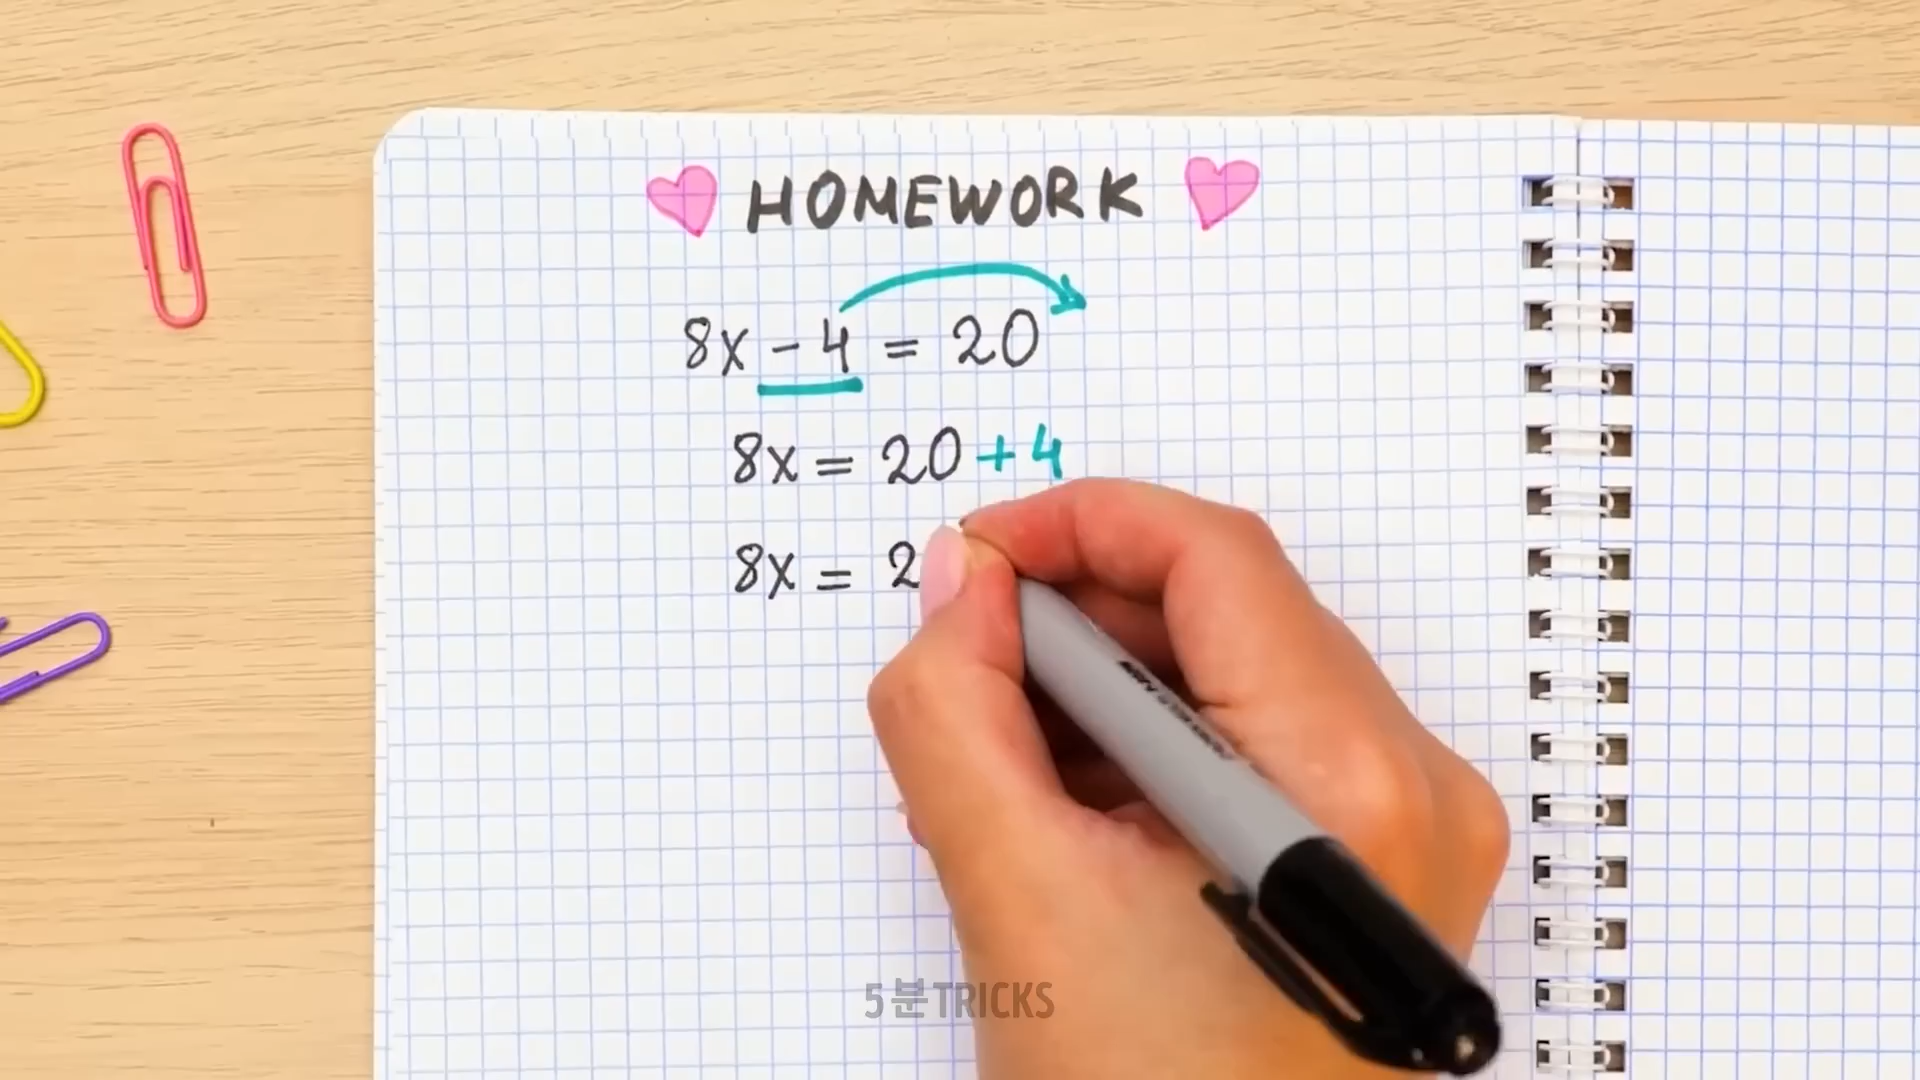 HOMEWORK
8x - 4 = 20
8x = 20 + 4
8x = 2
5분TRICKS